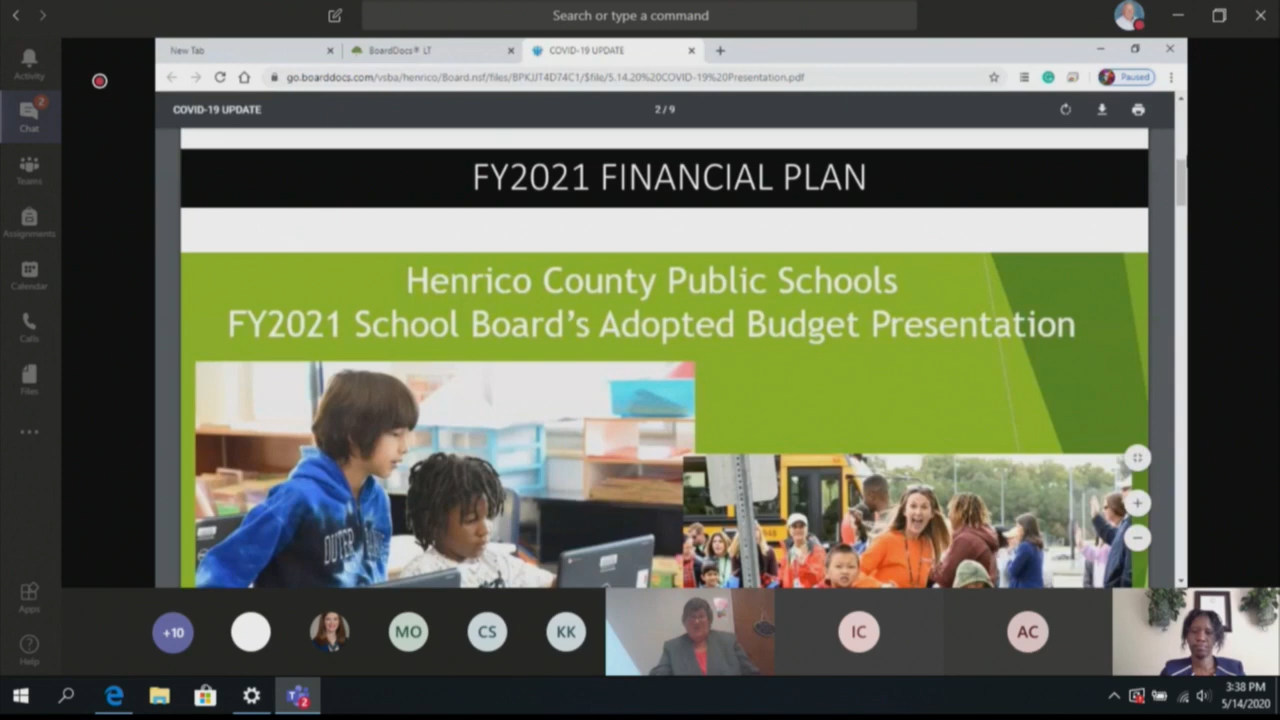 Search or type a command
Activity
2
Chat
Teams
Assignments
Calendar
Calls
Files
Apps
Help
New Tab
BoardDocs® LT
COVID-19 UPDATE
go.boarddocs.com/vsba/henrico/Board.nsf/files/BPKJJT4D74C1/$file/5.14.20%20COVID-19%20Presentation.pdf
Paused
COVID-19 UPDATE
2 / 9
FY2021 FINANCIAL PLAN
Henrico County Public Schools
FY2021 School Board's Adopted Budget Presentation
OUTER
+10
MO
CS
KK
IC
AC
2
3:38 PM
5/14/2020